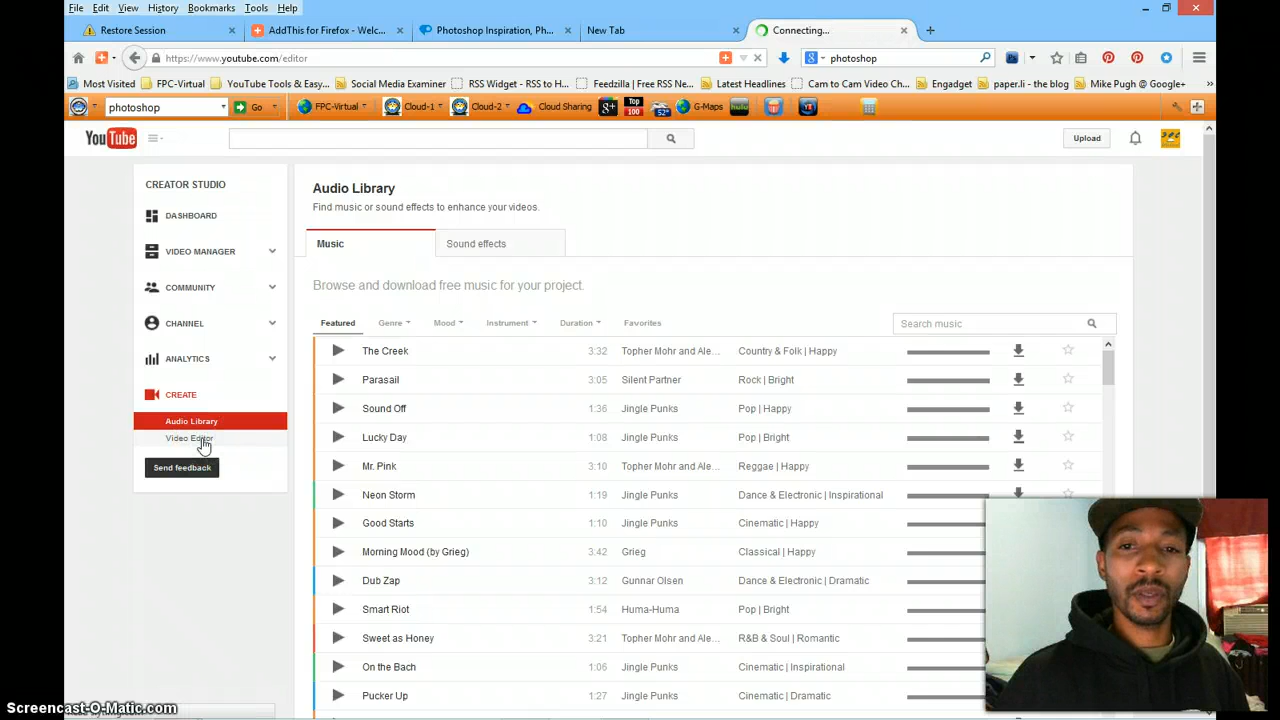 File Edit View History Bookmarks Tools Help
Restore Session AddThis for Firefox - Welc... Photoshop Inspiration, Ph... New Tab Connecting...
https://www.youtube.com/editor photoshop
Most Visited FPC-Virtual YouTube Tools & Easy... Social Media Examiner RSS Widget - RSS to H... Feedzilla | Free RSS Ne... Latest Headlines Cam to Cam Video Ch... Engadget paper.li - the blog Mike Pugh @ Google+
photoshop Go FPC-Virtual Cloud-1 Cloud-2 Cloud Sharing Top 100 52° G-Maps hulu
YouTube Upload
CREATOR STUDIO
DASHBOARD
VIDEO MANAGER
COMMUNITY
CHANNEL
ANALYTICS
CREATE
Audio Library
Video Editor
Send feedback
Audio Library
Find music or sound effects to enhance your videos.
Music Sound effects
Browse and download free music for your project.
Featured Genre Mood Instrument Duration Favorites Search music
The Creek 3:32 Topher Mohr and Ale... Country & Folk | Happy
Parasail 3:05 Silent Partner Rock | Bright
Sound Off 1:36 Jingle Punks Pop | Happy
Lucky Day 1:08 Jingle Punks Pop | Bright
Mr. Pink 3:10 Topher Mohr and Ale... Reggae | Happy
Neon Storm 1:19 Jingle Punks Dance & Electronic | Inspirational
Good Starts 1:10 Jingle Punks Cinematic | Happy
Morning Mood (by Grieg) 3:42 Grieg Classical | Happy
Dub Zap 3:12 Gunnar Olsen Dance & Electronic | Dramatic
Smart Riot 1:54 Huma-Huma Pop | Bright
Sweet as Honey 3:21 Topher Mohr and Ale... R&B & Soul | Romantic
On the Bach 1:06 Jingle Punks Cinematic | Inspirational
Pucker Up 1:27 Jingle Punks Cinematic | Dramatic
Screencast-O-Matic.com